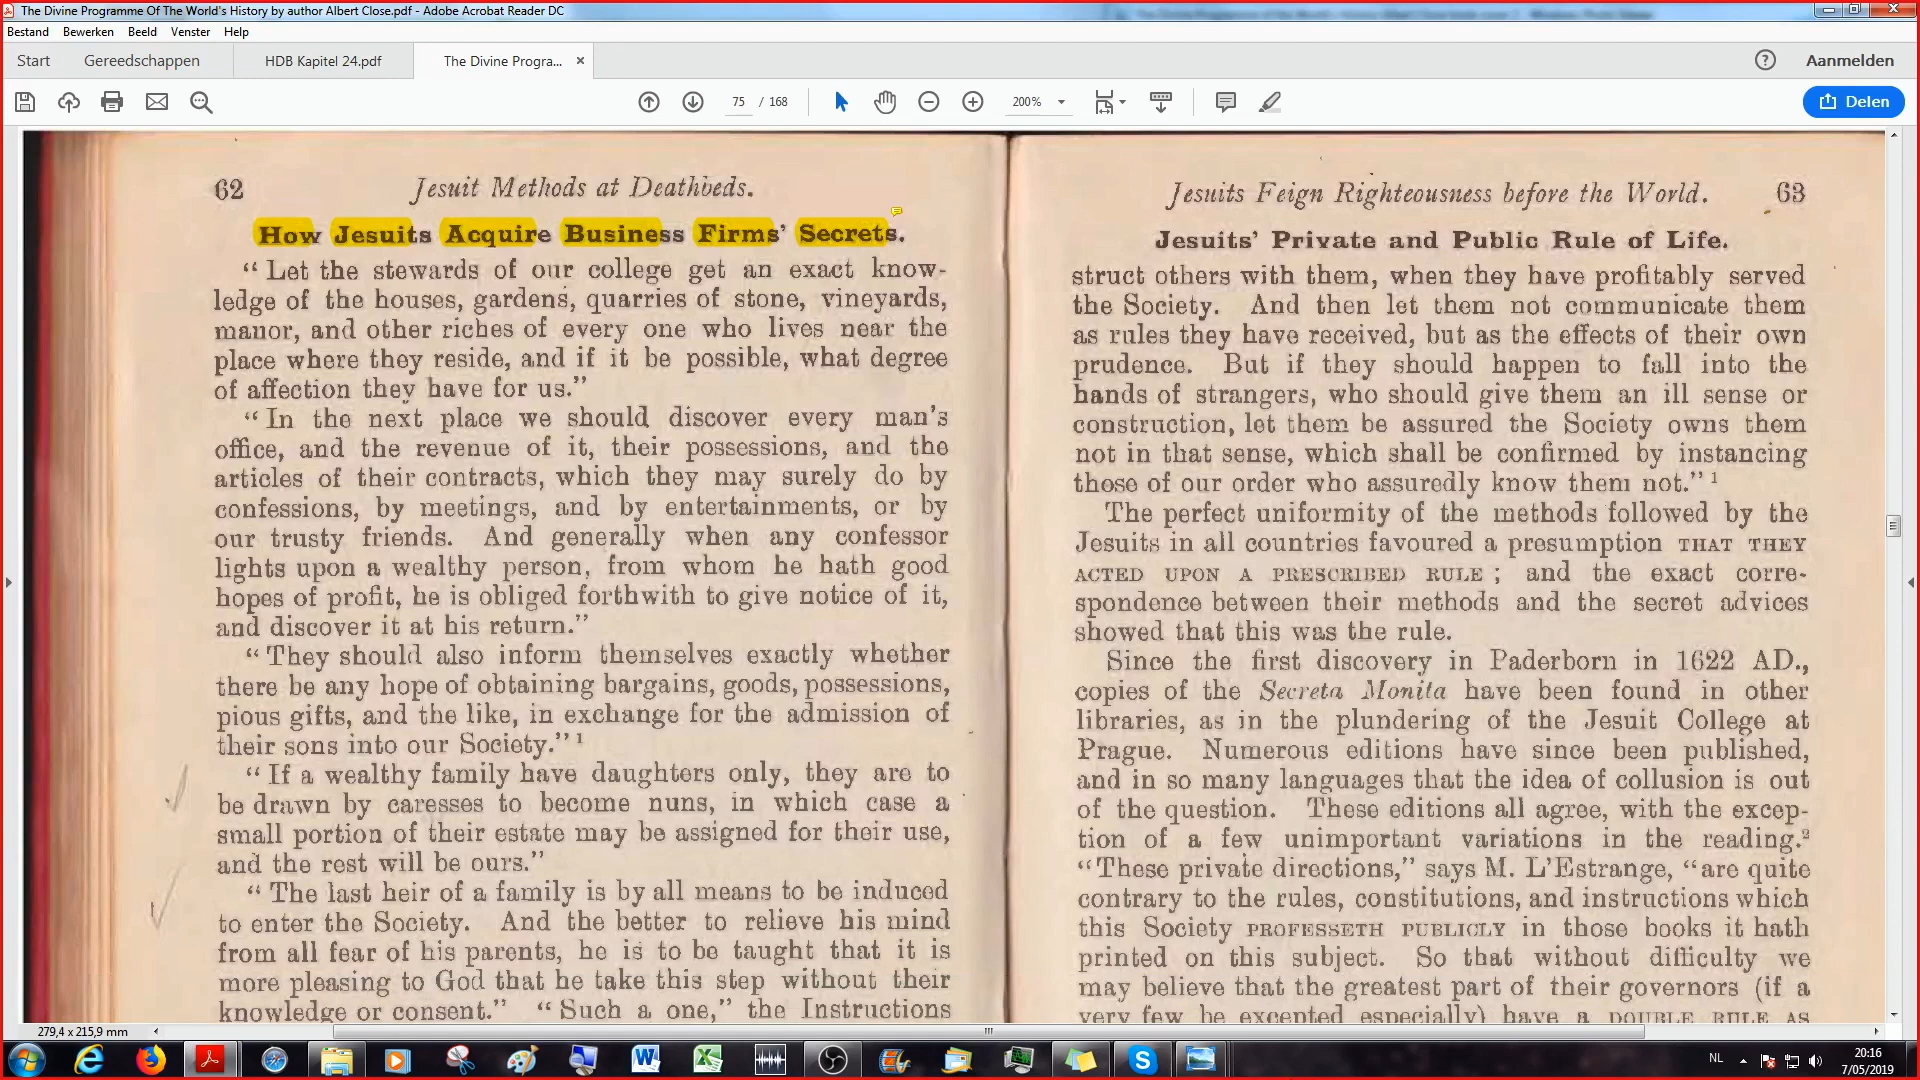 The Divine Programme Of The World's History by author Albert Close.pdf - Adobe Acrobat Reader DC
Bestand Bewerken Beeld Venster Help
Start Gereedschappen HDB Kapitel 24.pdf The Divine Progra... × Aanmelden
75 / 168 200% Delen
62 Jesuit Methods at Deathbeds.
How Jesuits Acquire Business Firms' Secrets.
“ Let the stewards of our college get an exact know-
ledge of the houses, gardens, quarries of stone, vineyards,
manor, and other riches of every one who lives near the
place where they reside, and if it be possible, what degree
of affection they have for us.”
“ In the next place we should discover every man's
office, and the revenue of it, their possessions, and the
articles of their contracts, which they may surely do by
confessions, by meetings, and by entertainments, or by
our trusty friends. And generally when any confessor
lights upon a wealthy person, from whom he hath good
hopes of profit, he is obliged forthwith to give notice of it,
and discover it at his return.”
“ They should also inform themselves exactly whether
there be any hope of obtaining bargains, goods, possessions,
pious gifts, and the like, in exchange for the admission of
their sons into our Society.” 1
“ If a wealthy family have daughters only, they are to
be drawn by caresses to become nuns, in which case a
small portion of their estate may be assigned for their use,
and the rest will be ours.”
“ The last heir of a family is by all means to be induced
to enter the Society. And the better to relieve his mind
from all fear of his parents, he is to be taught that it is
more pleasing to God that he take this step without their
knowledge or consent.” “ Such a one,” the Instructions
Jesuits Feign Righteousness before the World. 63
Jesuits' Private and Public Rule of Life.
struct others with them, when they have profitably served
the Society. And then let them not communicate them
as rules they have received, but as the effects of their own
prudence. But if they should happen to fall into the
hands of strangers, who should give them an ill sense or
construction, let them be assured the Society owns them
not in that sense, which shall be confirmed by instancing
those of our order who assuredly know them not.” 1
The perfect uniformity of the methods followed by the
Jesuits in all countries favoured a presumption THAT THEY
ACTED UPON A PRESCRIBED RULE ; and the exact corre-
spondence between their methods and the secret advices
showed that this was the rule.
Since the first discovery in Paderborn in 1622 AD.,
copies of the Secreta Monita have been found in other
libraries, as in the plundering of the Jesuit College at
Prague. Numerous editions have since been published,
and in so many languages that the idea of collusion is out
of the question. These editions all agree, with the excep-
tion of a few unimportant variations in the reading.2
“These private directions,” says M. L'Estrange, “are quite
contrary to the rules, constitutions, and instructions which
this Society PROFESSETH PUBLICLY in those books it hath
printed on this subject. So that without difficulty we
may believe that the greatest part of their governors (if a
very few be excepted especially) have a DOUBLE RULE AS
279,4 x 215,9 mm
NL 20:16
7/05/2019